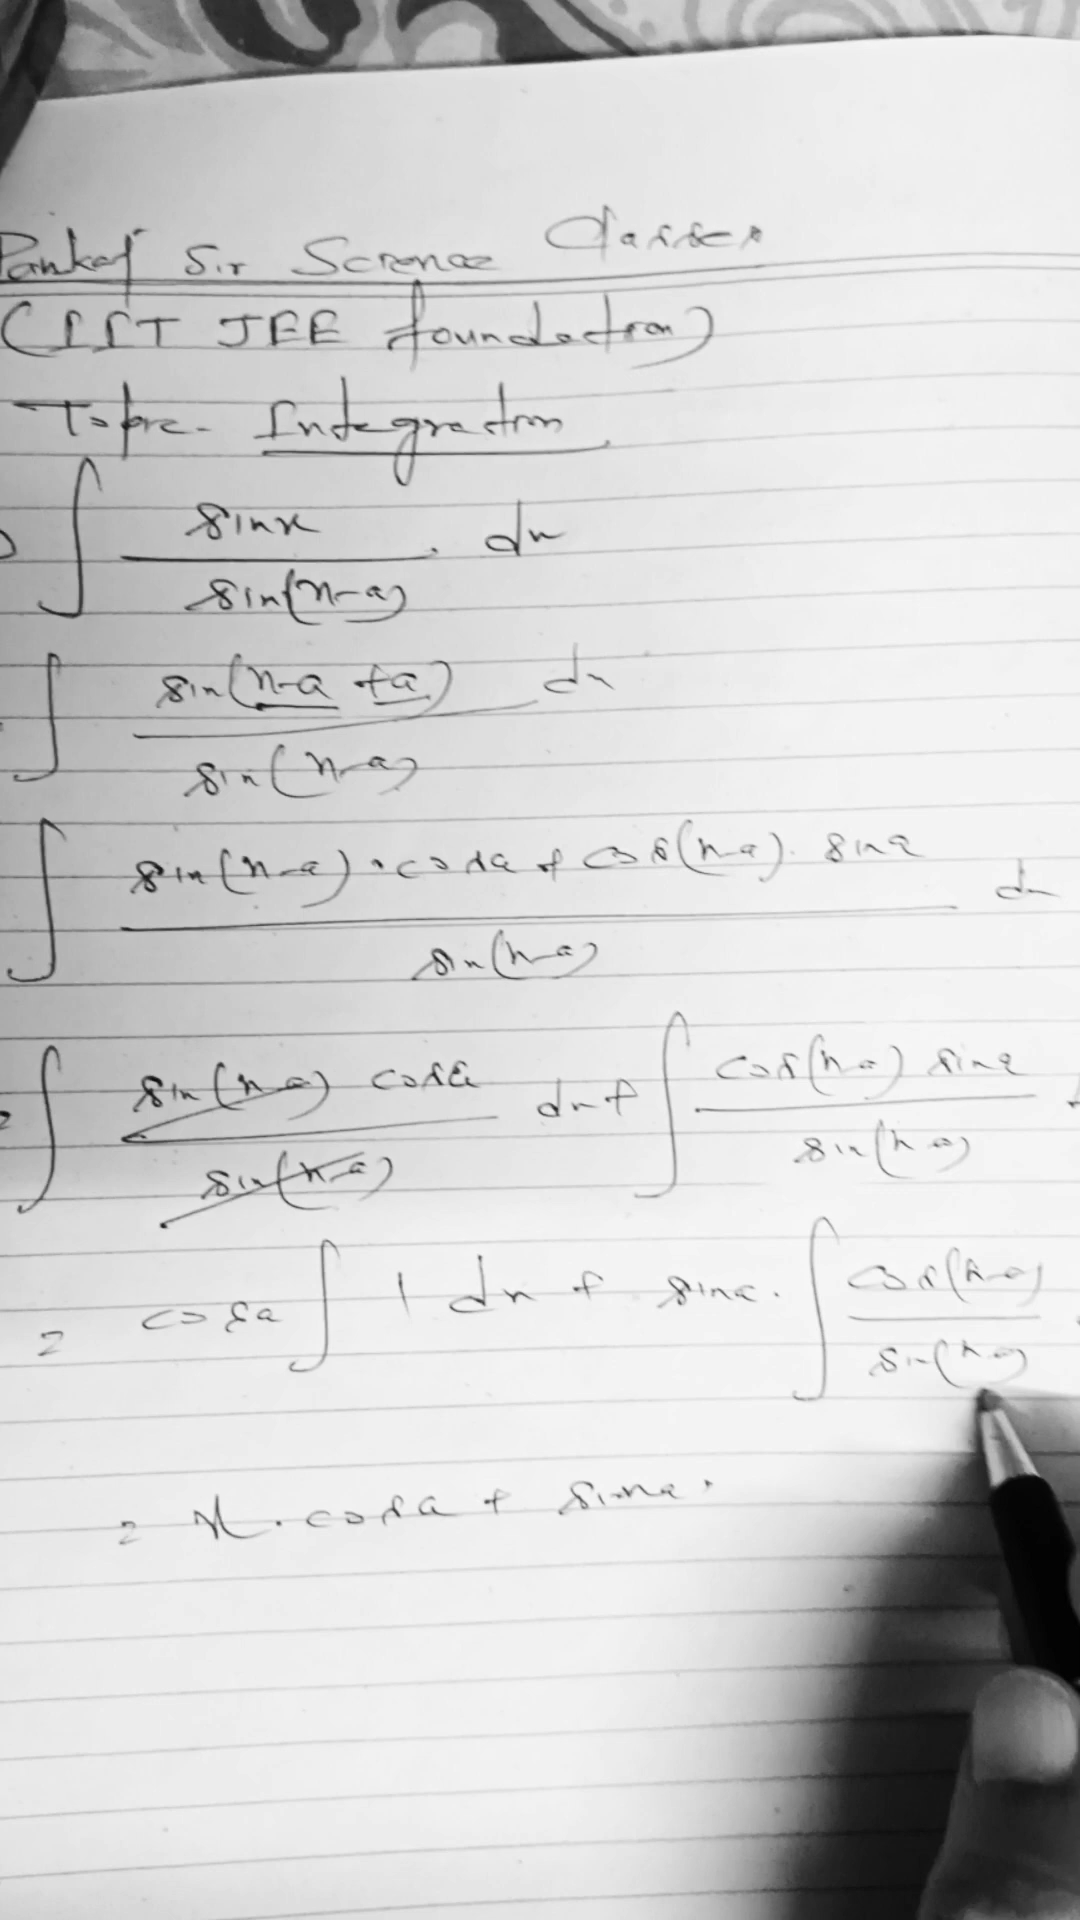 Pankaj Sir Science Classes
(IIT JEE foundation)
Topic - Integration
∫ sinx / sin(x-a) . dx
∫ sin(x-a +a) / sin(x-a) dx
∫ sin(x-a) . cosa + cos(x-a) . sina / sin(x-a) dx
= ∫ sin(x-a) cosa / sin(x-a) dx + ∫ cos(x-a) sina / sin(x-a)
= cosa ∫ 1 dx + sina . ∫ cos(x-a) / sin(x-a)
= x . cosa + sina .